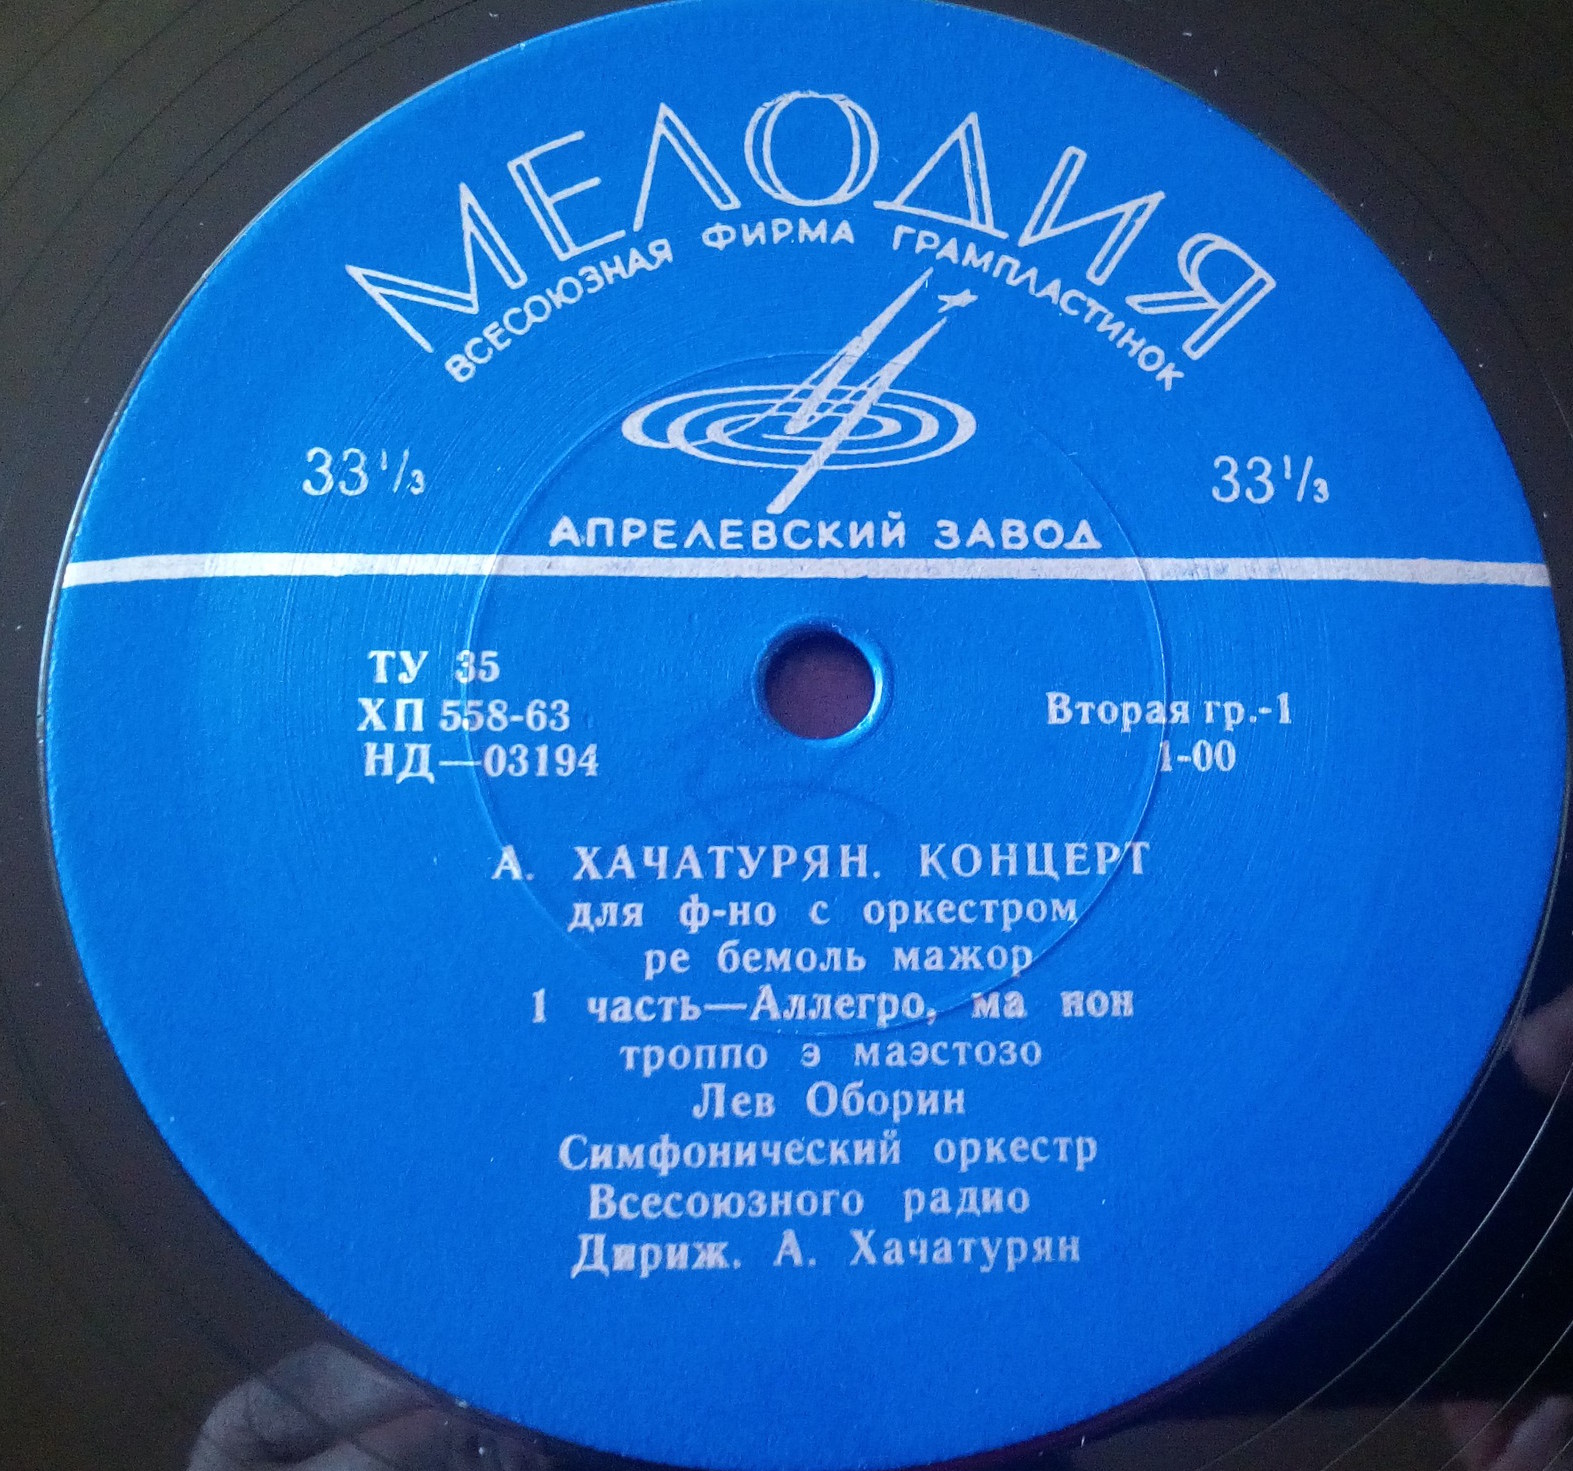 МЕЛОДИЯ
ВСЕСОЮЗНАЯ ФИРМА ГРАМПЛАСТИНОК
33⅓ 33⅓
АПРЕЛЕВСКИЙ ЗАВОД
ТУ 35
ХП 558-63
НД—03194
Вторая гр.-1
1-00
А. ХАЧАТУРЯН. КОНЦЕРТ
для ф-но с оркестром
ре бемоль мажор
1 часть—Аллегро, ма нон
троппо э маэстозо
Лев Оборин
Симфонический оркестр
Всесоюзного радио
Дириж. А. Хачатурян